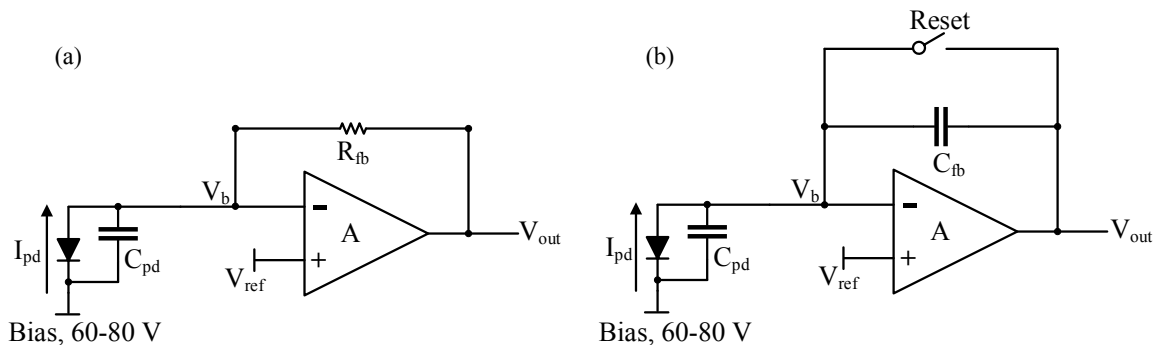 (a)
R_fb
V_b
A
I_pd
C_pd
V_ref
+
V_out
Bias, 60-80 V
(b)
Reset
C_fb
V_b
A
I_pd
C_pd
V_ref
+
V_out
Bias, 60-80 V